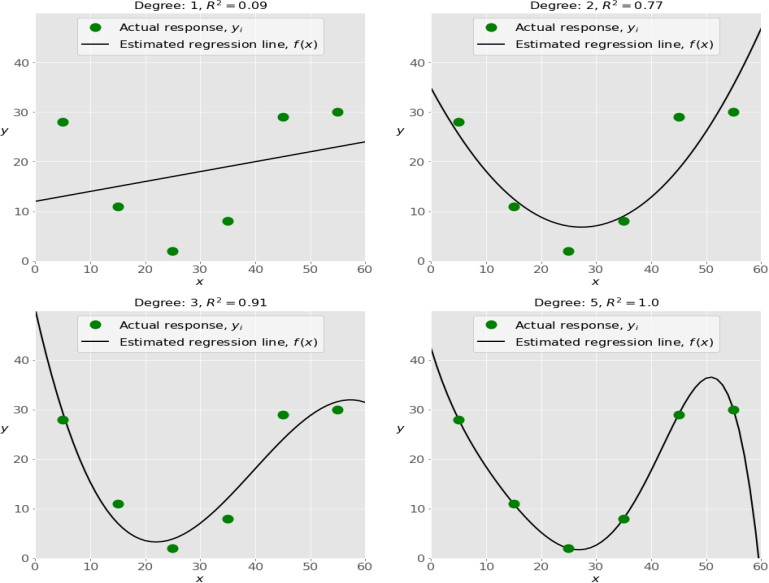 Degree: 1, R² = 0.09
Actual response, yᵢ
Estimated regression line, f(x)
40
30
y
20
10
0
0 10 20 30 40 50 60
x
Degree: 2, R² = 0.77
Actual response, yᵢ
Estimated regression line, f(x)
40
30
y
20
10
0
0 10 20 30 40 50 60
x
Degree: 3, R² = 0.91
Actual response, yᵢ
Estimated regression line, f(x)
40
30
y
20
10
0
0 10 20 30 40 50 60
x
Degree: 5, R² = 1.0
Actual response, yᵢ
Estimated regression line, f(x)
40
30
y
20
10
0
0 10 20 30 40 50 60
x